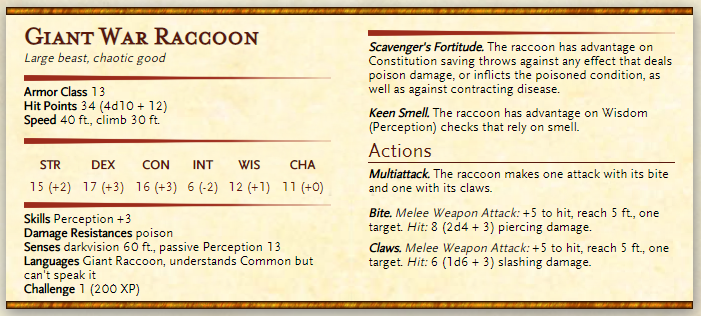 Giant War Raccoon
Large beast, chaotic good
Armor Class 13
Hit Points 34 (4d10 + 12)
Speed 40 ft., climb 30 ft.
STR DEX CON INT WIS CHA
15 (+2) 17 (+3) 16 (+3) 6 (-2) 12 (+1) 11 (+0)
Skills Perception +3
Damage Resistances poison
Senses darkvision 60 ft., passive Perception 13
Languages Giant Raccoon, understands Common but
can't speak it
Challenge 1 (200 XP)
Scavenger's Fortitude. The raccoon has advantage on
Constitution saving throws against any effect that deals
poison damage, or inflicts the poisoned condition, as
well as against contracting disease.
Keen Smell. The raccoon has advantage on Wisdom
(Perception) checks that rely on smell.
Actions
Multiattack. The raccoon makes one attack with its bite
and one with its claws.
Bite. Melee Weapon Attack: +5 to hit, reach 5 ft., one
target. Hit: 8 (2d4 + 3) piercing damage.
Claws. Melee Weapon Attack: +5 to hit, reach 5 ft., one
target. Hit: 6 (1d6 + 3) slashing damage.